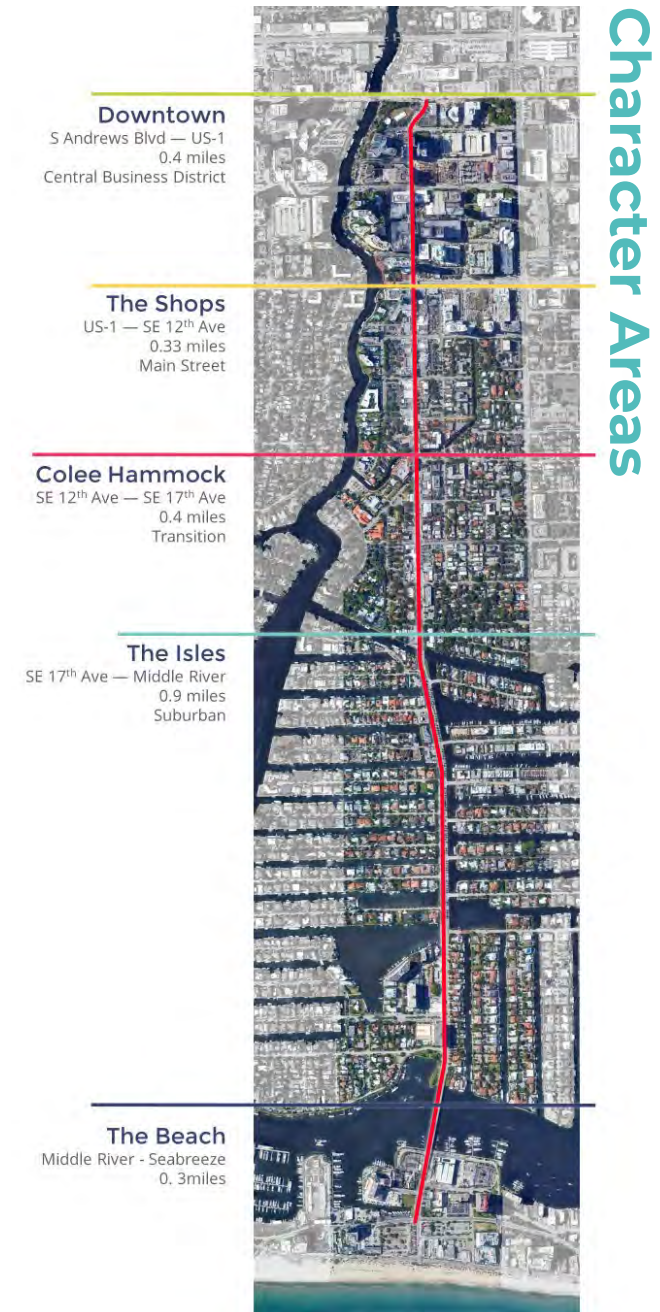 Character Areas
Downtown
S Andrews Blvd — US-1
0.4 miles
Central Business District
The Shops
US-1 — SE 12th Ave
0.33 miles
Main Street
Colee Hammock
SE 12th Ave — SE 17th Ave
0.4 miles
Transition
The Isles
SE 17th Ave — Middle River
0.9 miles
Suburban
The Beach
Middle River - Seabreeze
0. 3miles